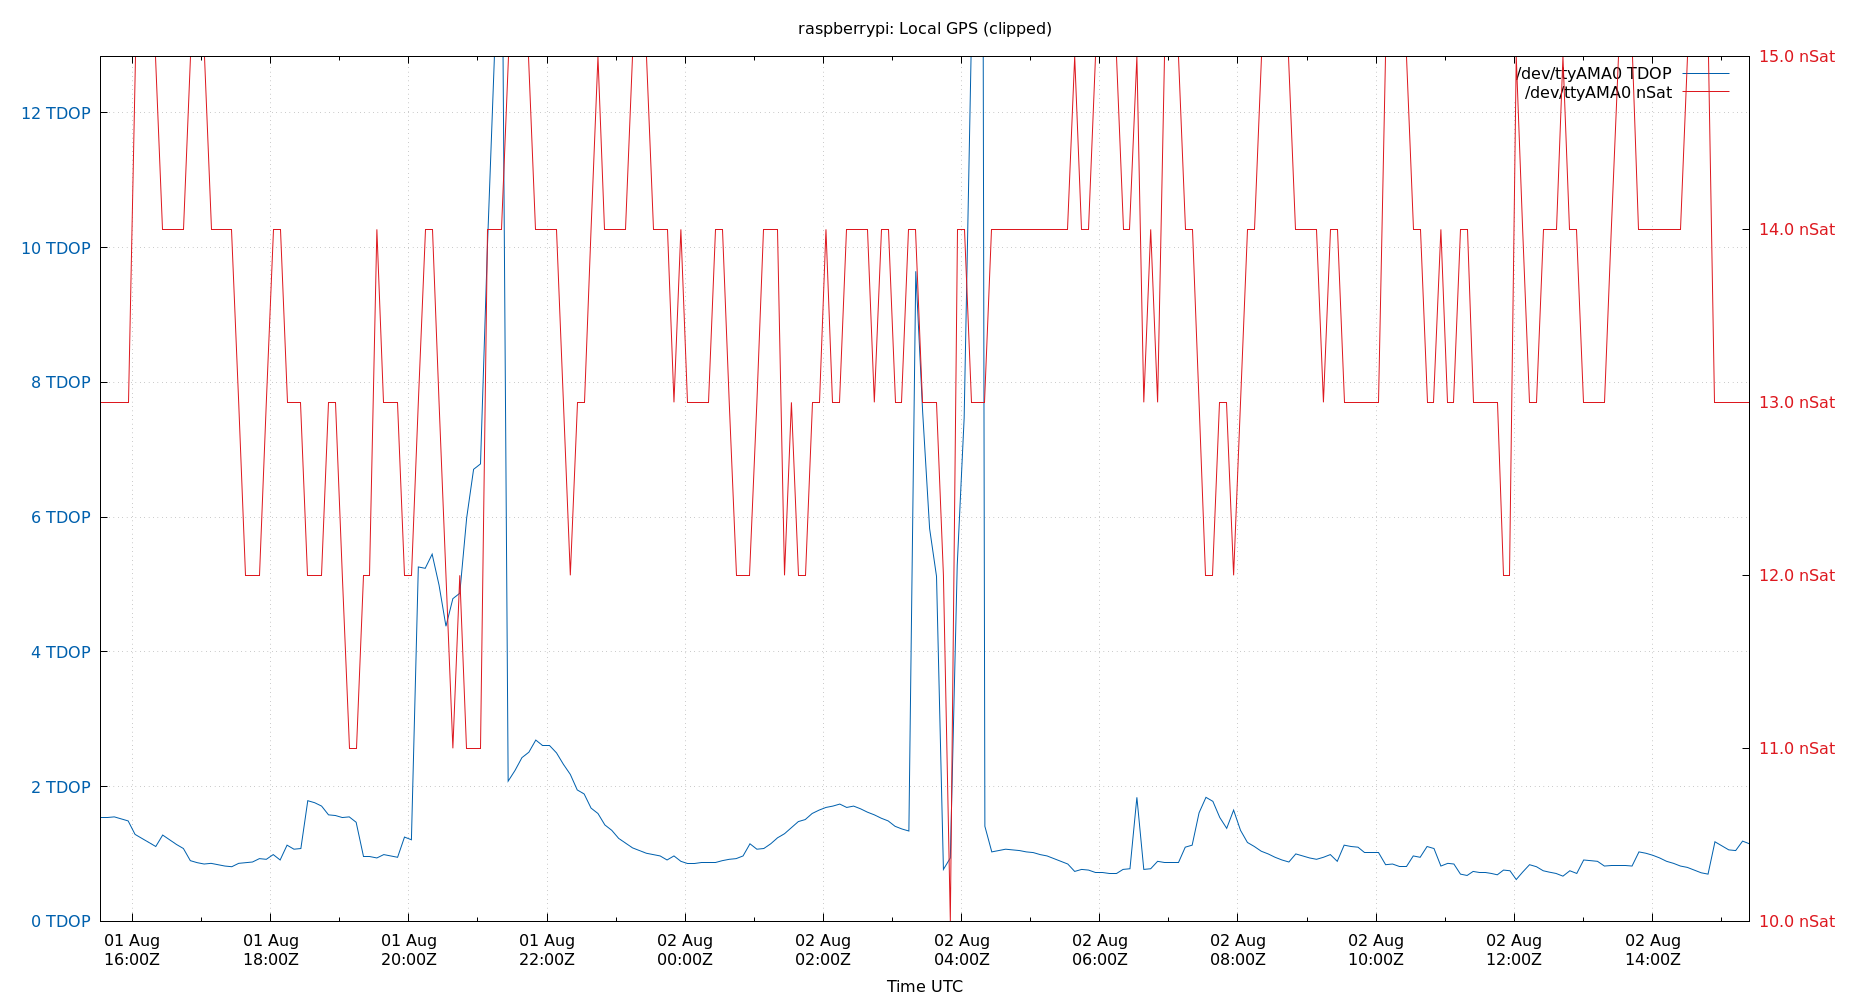 raspberrypi: Local GPS (clipped)
15.0 nSat
/dev/ttyAMA0 TDOP
/dev/ttyAMA0 nSat
12 TDOP
14.0 nSat
10 TDOP
8 TDOP
13.0 nSat
6 TDOP
12.0 nSat
4 TDOP
11.0 nSat
2 TDOP
0 TDOP
10.0 nSat
01 Aug 01 Aug 01 Aug 01 Aug 02 Aug 02 Aug 02 Aug 02 Aug 02 Aug 02 Aug 02 Aug 02 Aug
16:00Z 18:00Z 20:00Z 22:00Z 00:00Z 02:00Z 04:00Z 06:00Z 08:00Z 10:00Z 12:00Z 14:00Z
Time UTC